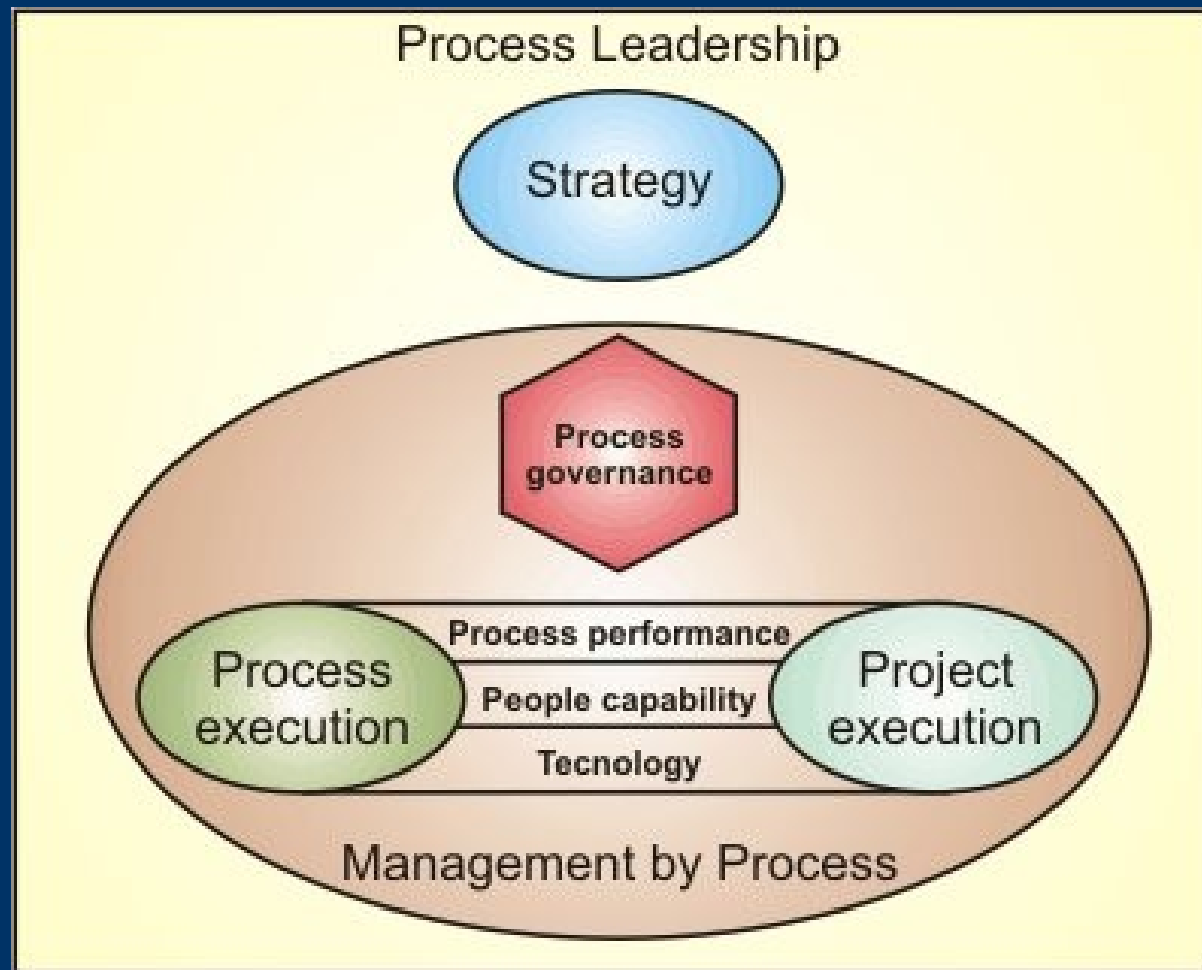 Process Leadership
Strategy
Process
governance
Process performance
Process
execution
People capability
Project
execution
Tecnology
Management by Process